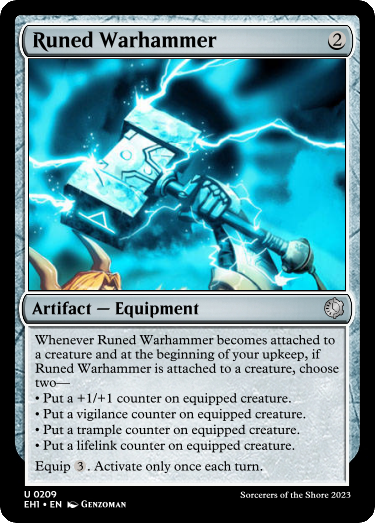 Runed Warhammer 2
Artifact — Equipment
Whenever Runed Warhammer becomes attached to
a creature and at the beginning of your upkeep, if
Runed Warhammer is attached to a creature, choose
two—
• Put a +1/+1 counter on equipped creature.
• Put a vigilance counter on equipped creature.
• Put a trample counter on equipped creature.
• Put a lifelink counter on equipped creature.
Equip 3. Activate only once each turn.
U 0209
EH1 • EN Genzoman
Sorcerers of the Shore 2023